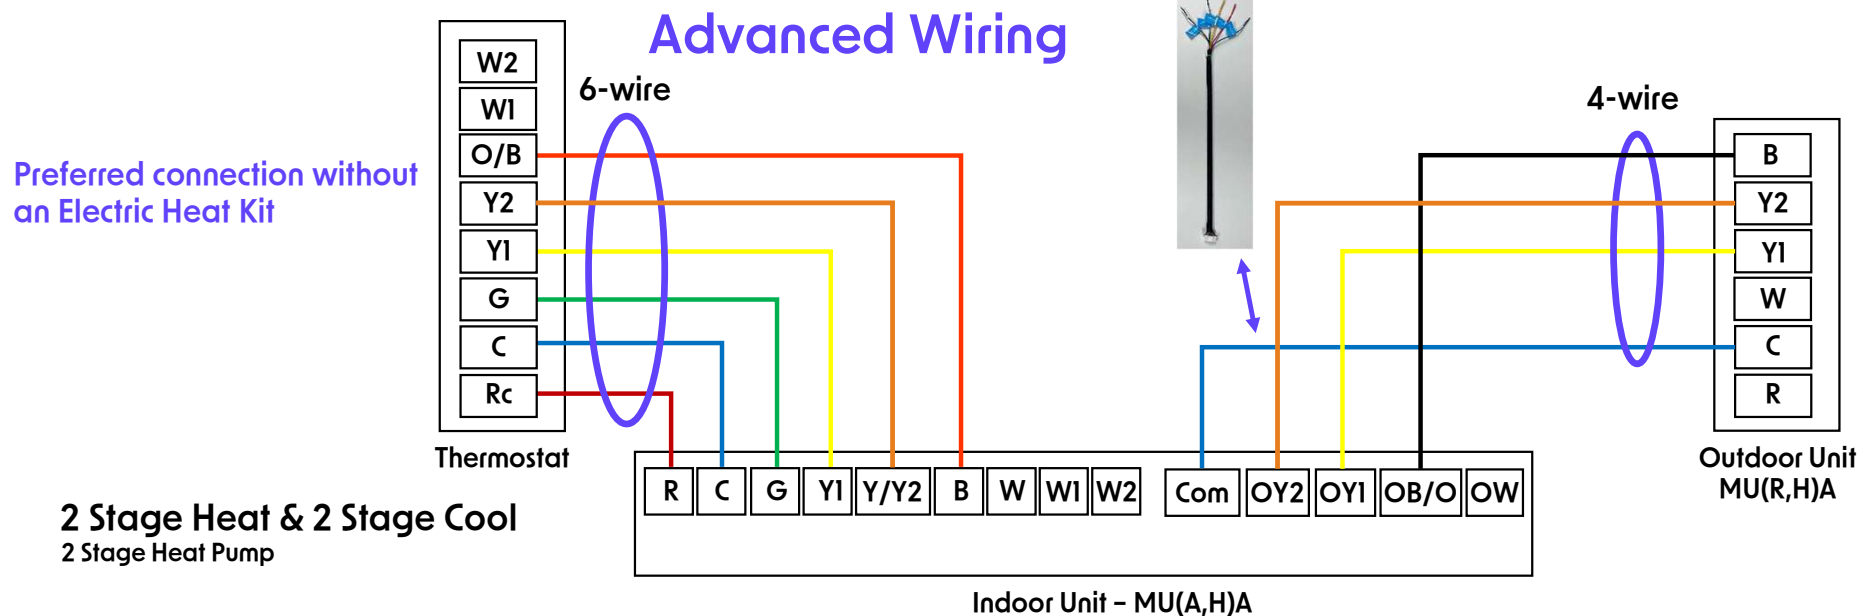 Advanced Wiring
6-wire
4-wire
Preferred connection without
an Electric Heat Kit
W2
W1
O/B
Y2
Y1
G
C
Rc
Thermostat
B
Y2
Y1
W
C
R
Outdoor Unit
MU(R,H)A
R
C
G
Y1
Y/Y2
B
W
W1
W2
Com
OY2
OY1
OB/O
OW
2 Stage Heat & 2 Stage Cool
2 Stage Heat Pump
Indoor Unit – MU(A,H)A